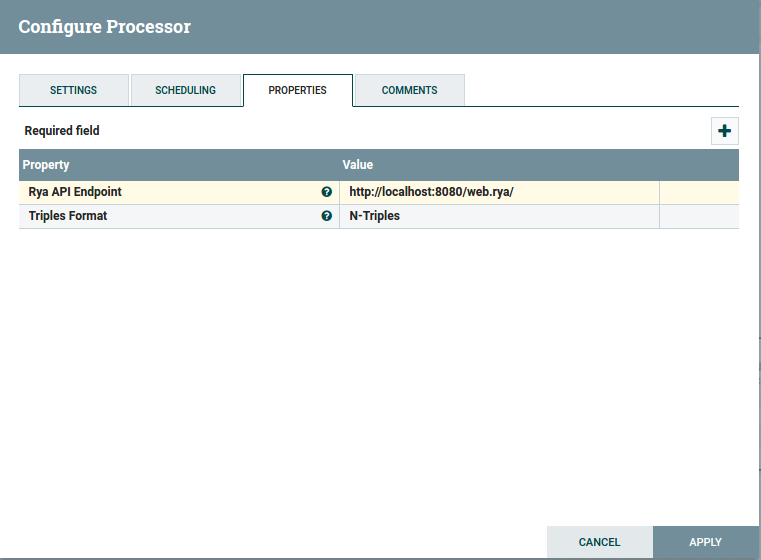 Configure Processor
SETTINGS
SCHEDULING
PROPERTIES
COMMENTS
Required field
Property Value
Rya API Endpoint http://localhost:8080/web.rya/
Triples Format N-Triples
CANCEL APPLY